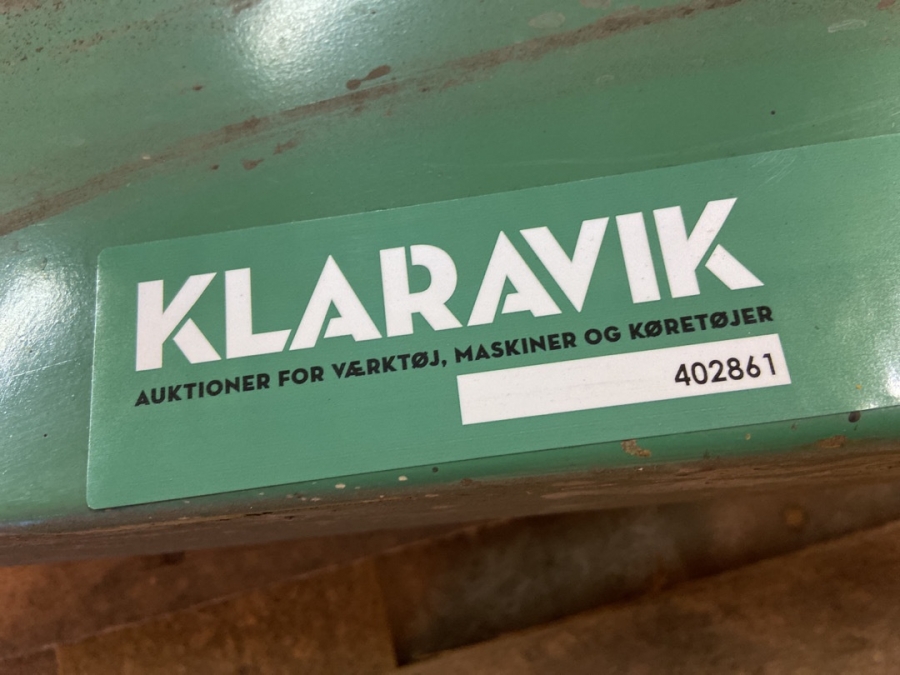 KLARAVIK
AUKTIONER FOR VÆRKTØJ, MASKINER OG KØRETØJER
402861